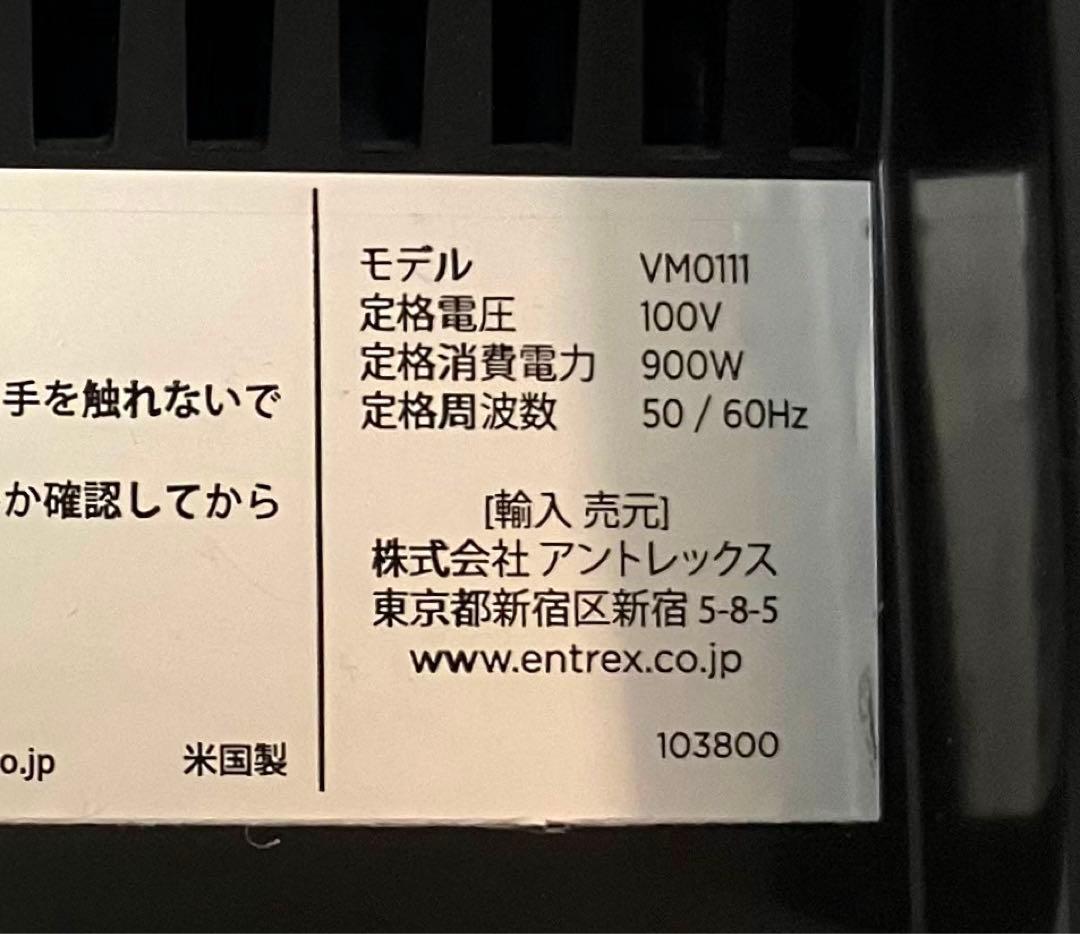 手を触れないで
か確認してから
o.jp
米国製
モデル VM0111
定格電圧 100V
定格消費電力 900W
定格周波数 50 / 60Hz
[輸入 売元]
株式会社 アントレックス
東京都新宿区新宿 5-8-5
www.entrex.co.jp
103800